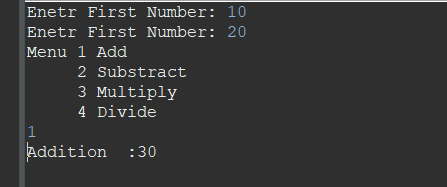 Enetr First Number: 10
Enetr First Number: 20
Menu 1 Add
     2 Substract
     3 Multiply
     4 Divide
1
Addition  :30